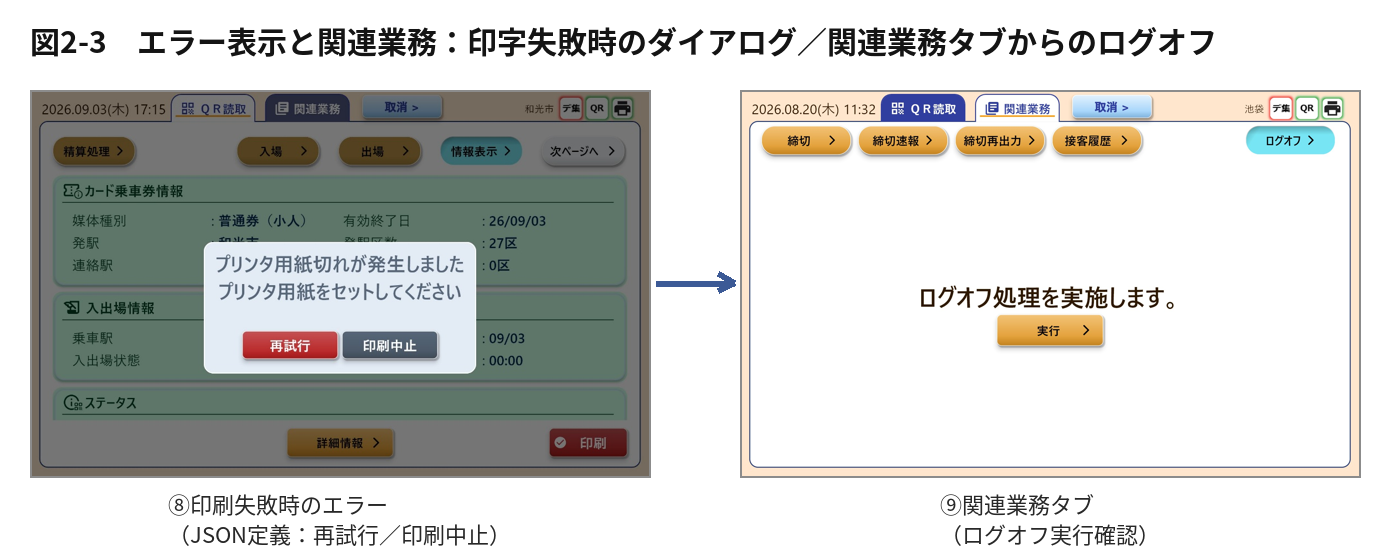 図2-3　エラー表示と関連業務：印字失敗時のダイアログ／関連業務タブからのログオフ
2026.09.03(木) 17:15 ＱＲ読取 関連業務 取消 > 和光市 デ集 QR
精算処理 入場 出場 情報表示 次ページへ
カード乗車券情報
媒体種別 : 普通券（小人） 有効終了日 : 26/09/03
発駅 : 27区
連絡駅 : 0区
入出場情報
乗車駅 : 09/03
入出場状態 : 00:00
ステータス
詳細情報 印刷
プリンタ用紙切れが発生しました
プリンタ用紙をセットしてください
再試行 印刷中止
2026.08.20(木) 11:32 ＱＲ読取 関連業務 取消 > 池袋 デ集 QR
締切 締切速報 締切再出力 接客履歴 ログオフ
ログオフ処理を実施します。
実行
⑧印刷失敗時のエラー
（JSON定義：再試行／印刷中止）
⑨関連業務タブ
（ログオフ実行確認）